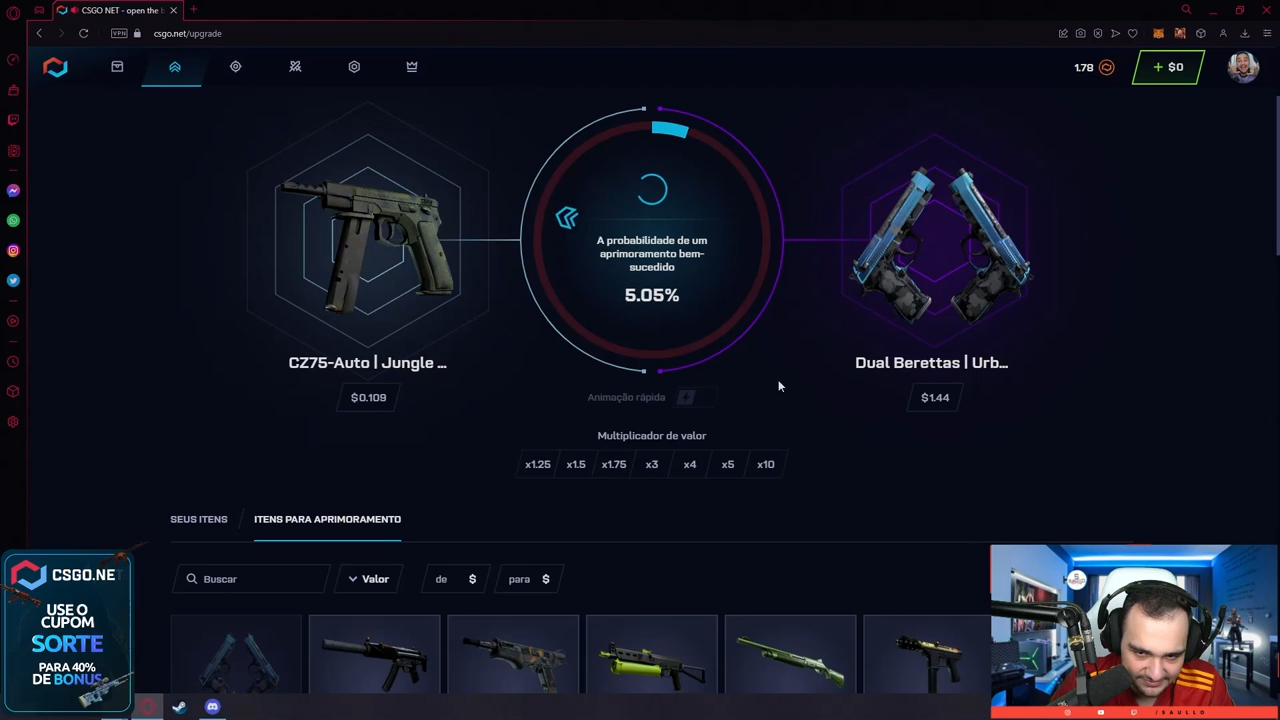 CSGO NET - open the b
VPN
csgo.net/upgrade
1.78
+ $0
A probabilidade de um
aprimoramento bem-
sucedido
5.05%
CZ75-Auto | Jungle ...
$0.109
Dual Berettas | Urb...
$1.44
Animação rápida
Multiplicador de valor
x1.25
x1.5
x1.75
x3
x4
x5
x10
SEUS ITENS
ITENS PARA APRIMORAMENTO
Buscar
Valor
de $
para $
CSGO.NET
USE O
CUPOM
SORTE
PARA 40%
DE BONUS
/SAULLO